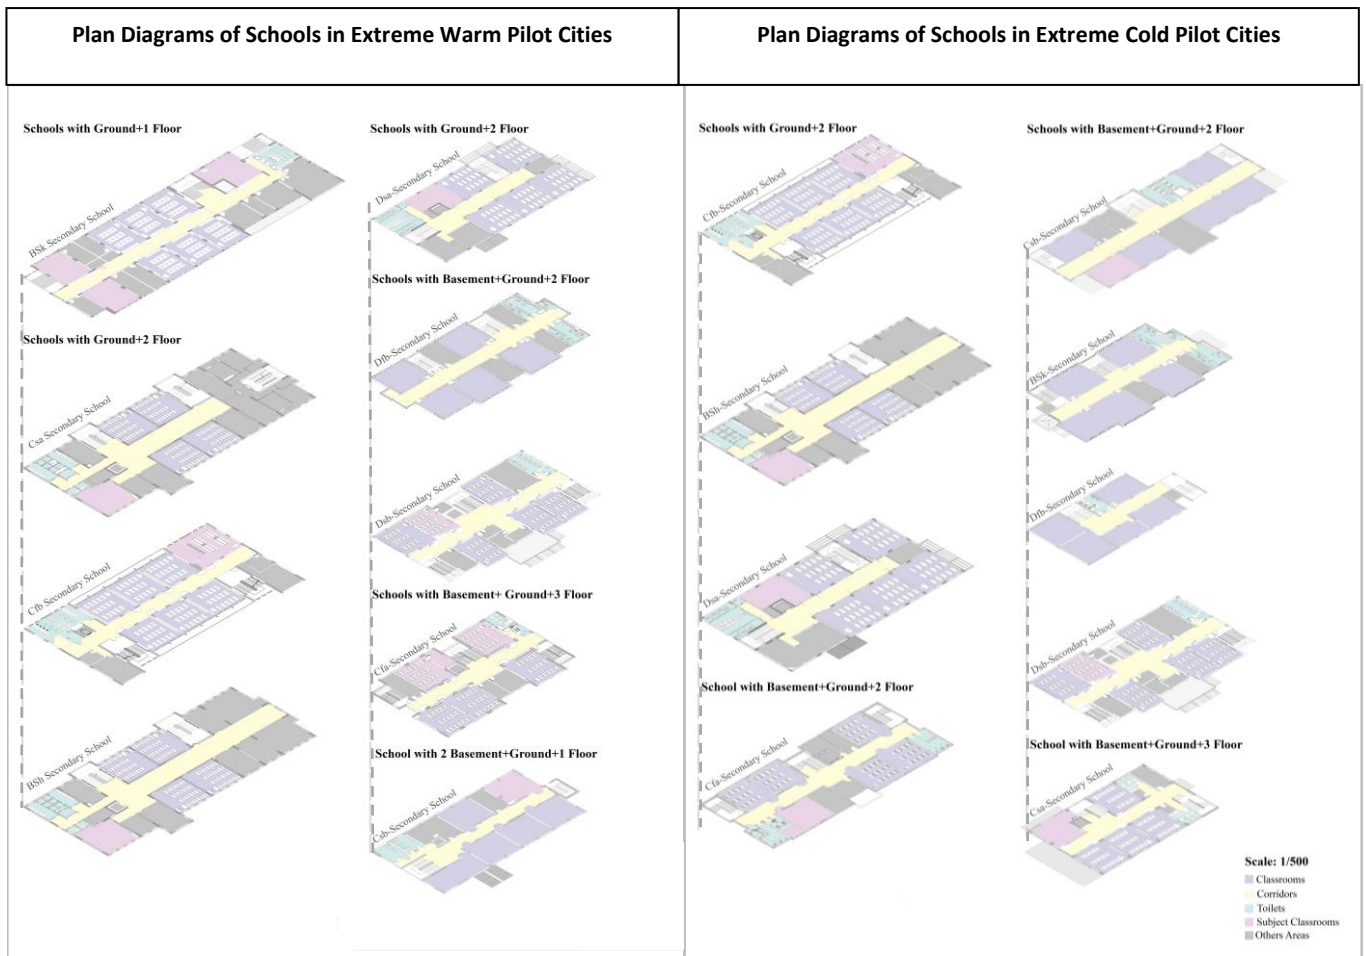 Plan Diagrams of Schools in Extreme Warm Pilot Cities
Plan Diagrams of Schools in Extreme Cold Pilot Cities
Schools with Ground+1 Floor
BSk Secondary School
Schools with Ground+2 Floor
Csa Secondary School
Cfb Secondary School
BSh Secondary School
Schools with Ground+2 Floor
Dsa-Secondary School
Schools with Basement+Ground+2 Floor
Dfb-Secondary School
Dsb-Secondary School
Schools with Basement+ Ground+3 Floor
Cfa-Secondary School
School with 2 Basement+Ground+1 Floor
Csb-Secondary School
Schools with Ground+2 Floor
Cfb-Secondary School
BSh-Secondary School
Dsa-Secondary School
School with Basement+Ground+2 Floor
Cfa-Secondary School
Schools with Basement+Ground+2 Floor
Csb-Secondary School
BSk-Secondary School
Dfb-Secondary School
Dsb-Secondary School
School with Basement+Ground+3 Floor
Csa-Secondary School
Scale: 1/500
Classrooms
Corridors
Toilets
Subject Classrooms
Others Areas